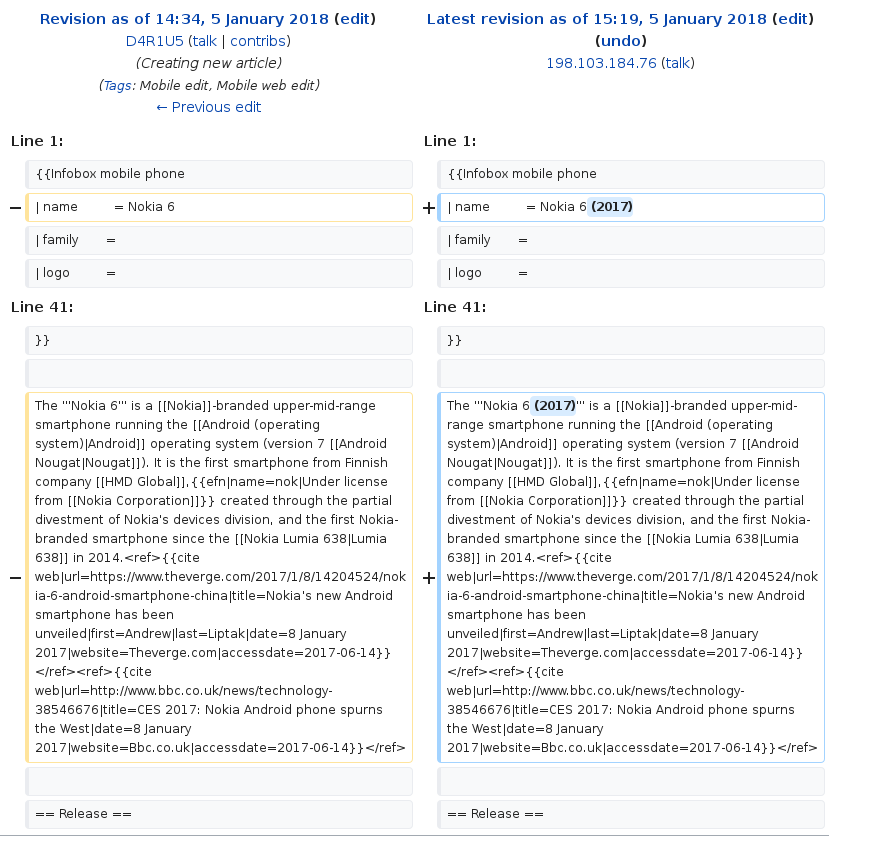 Revision as of 14:34, 5 January 2018 (edit)
D4R1U5 (talk | contribs)
(Creating new article)
(Tags: Mobile edit, Mobile web edit)
← Previous edit
Latest revision as of 15:19, 5 January 2018 (edit)
(undo)
198.103.184.76 (talk)
Line 1:
Line 1:
{{Infobox mobile phone
{{Infobox mobile phone
− | name = Nokia 6
+ | name = Nokia 6 (2017)
| family =
| family =
| logo =
| logo =
Line 41:
Line 41:
}}
}}
−
The '''Nokia 6''' is a [[Nokia]]-branded upper-mid-range
smartphone running the [[Android (operating
system)|Android]] operating system (version 7 [[Android
Nougat|Nougat]]). It is the first smartphone from Finnish
company [[HMD Global]],{{efn|name=nok|Under license
from [[Nokia Corporation]]}} created through the partial
divestment of Nokia's devices division, and the first Nokia-
branded smartphone since the [[Nokia Lumia 638|Lumia
638]] in 2014.<ref>{{cite
web|url=https://www.theverge.com/2017/1/8/14204524/nok
ia-6-android-smartphone-china|title=Nokia's new Android
smartphone has been
unveiled|first=Andrew|last=Liptak|date=8 January
2017|website=Theverge.com|accessdate=2017-06-14}}
</ref><ref>{{cite
web|url=http://www.bbc.co.uk/news/technology-
38546676|title=CES 2017: Nokia Android phone spurns
the West|date=8 January
2017|website=Bbc.co.uk|accessdate=2017-06-14}}</ref>
+
The '''Nokia 6 (2017)''' is a [[Nokia]]-branded upper-mid-
range smartphone running the [[Android (operating
system)|Android]] operating system (version 7 [[Android
Nougat|Nougat]]). It is the first smartphone from Finnish
company [[HMD Global]],{{efn|name=nok|Under license
from [[Nokia Corporation]]}} created through the partial
divestment of Nokia's devices division, and the first Nokia-
branded smartphone since the [[Nokia Lumia 638|Lumia
638]] in 2014.<ref>{{cite
web|url=https://www.theverge.com/2017/1/8/14204524/nok
ia-6-android-smartphone-china|title=Nokia's new Android
smartphone has been
unveiled|first=Andrew|last=Liptak|date=8 January
2017|website=Theverge.com|accessdate=2017-06-14}}
</ref><ref>{{cite
web|url=http://www.bbc.co.uk/news/technology-
38546676|title=CES 2017: Nokia Android phone spurns
the West|date=8 January
2017|website=Bbc.co.uk|accessdate=2017-06-14}}</ref>
== Release ==
== Release ==